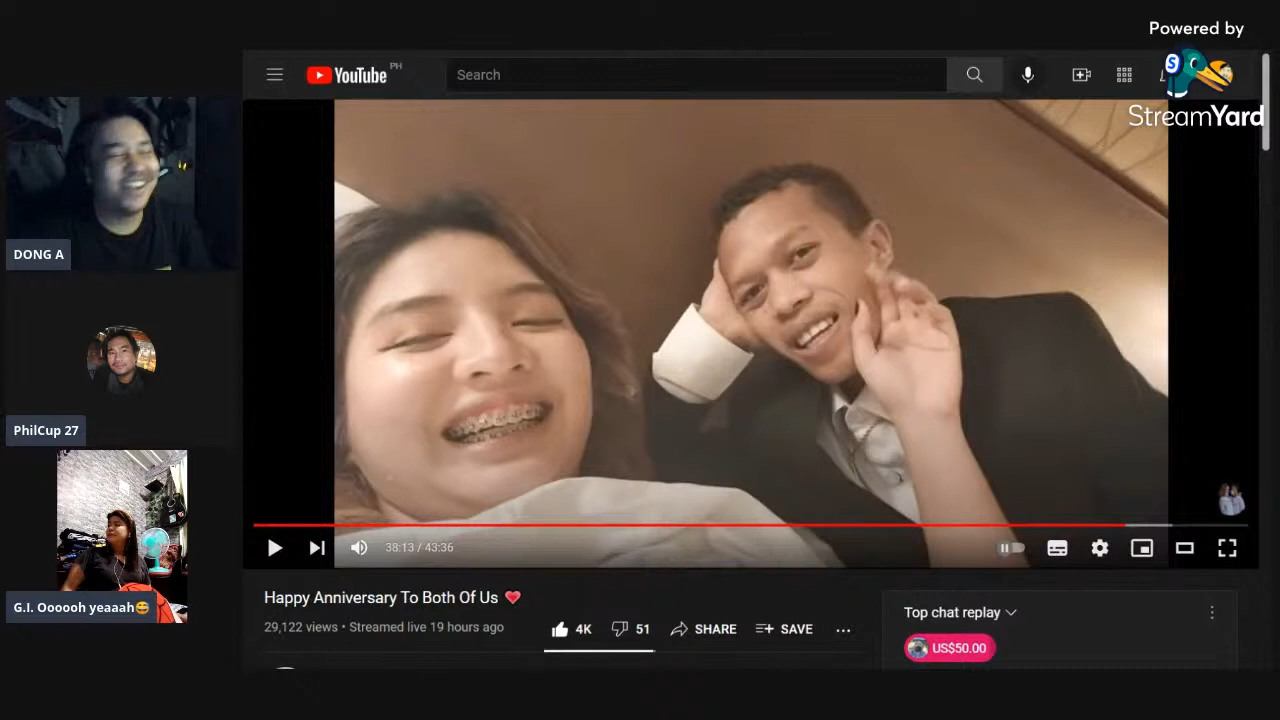 Powered by
StreamYard
YouTube PH
Search
DONG A
PhilCup 27
G.I. Oooooh yeaaah😅
38:13 / 43:36
Happy Anniversary To Both Of Us ❤️
29,122 views • Streamed live 19 hours ago
4K
51
SHARE
SAVE
Top chat replay
US$50.00